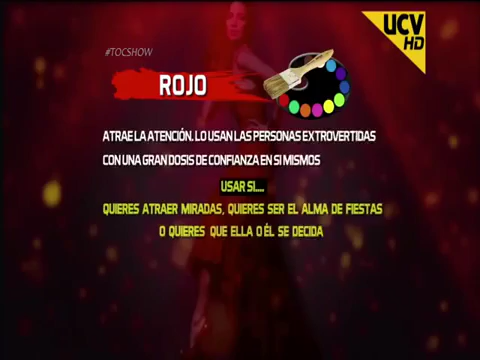 UCV
HD
#TOCSHOW
ROJO
ATRAE LA ATENCIÓN. LO USAN LAS PERSONAS EXTROVERTIDAS
CON UNA GRAN DOSIS DE CONFIANZA EN SI MISMOS
USAR SI....
QUIERES ATRAER MIRADAS, QUIERES SER EL ALMA DE FIESTAS
O QUIERES QUE ELLA O ÉL SE DECIDA